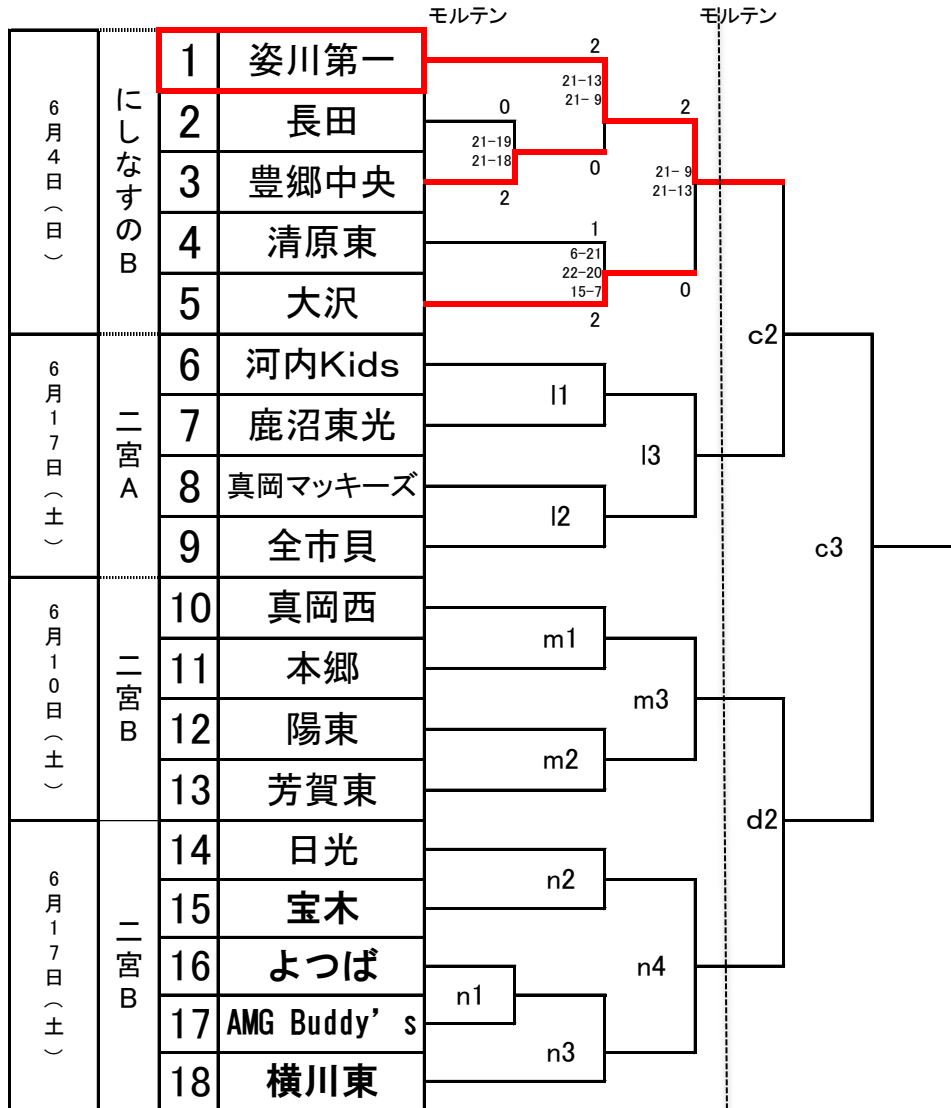 モルテン
モルテン
6月4日(日)
にしなすのB
1 姿川第一
2 長田
3 豊郷中央
4 清原東
5 大沢
2
21-13
21- 9
0
21-19
21-18
2
0
2
21- 9
21-13
1
6-21
22-20
15-7
2
0
6月17日(土)
二宮A
6 河内Kids
7 鹿沼東光
8 真岡マッキーズ
9 全市貝
l1
l2
l3
c2
c3
6月10日(土)
二宮B
10 真岡西
11 本郷
12 陽東
13 芳賀東
m1
m2
m3
d2
6月17日(土)
二宮B
14 日光
15 宝木
16 よつば
17 AMG Buddy’s
18 横川東
n2
n1
n3
n4